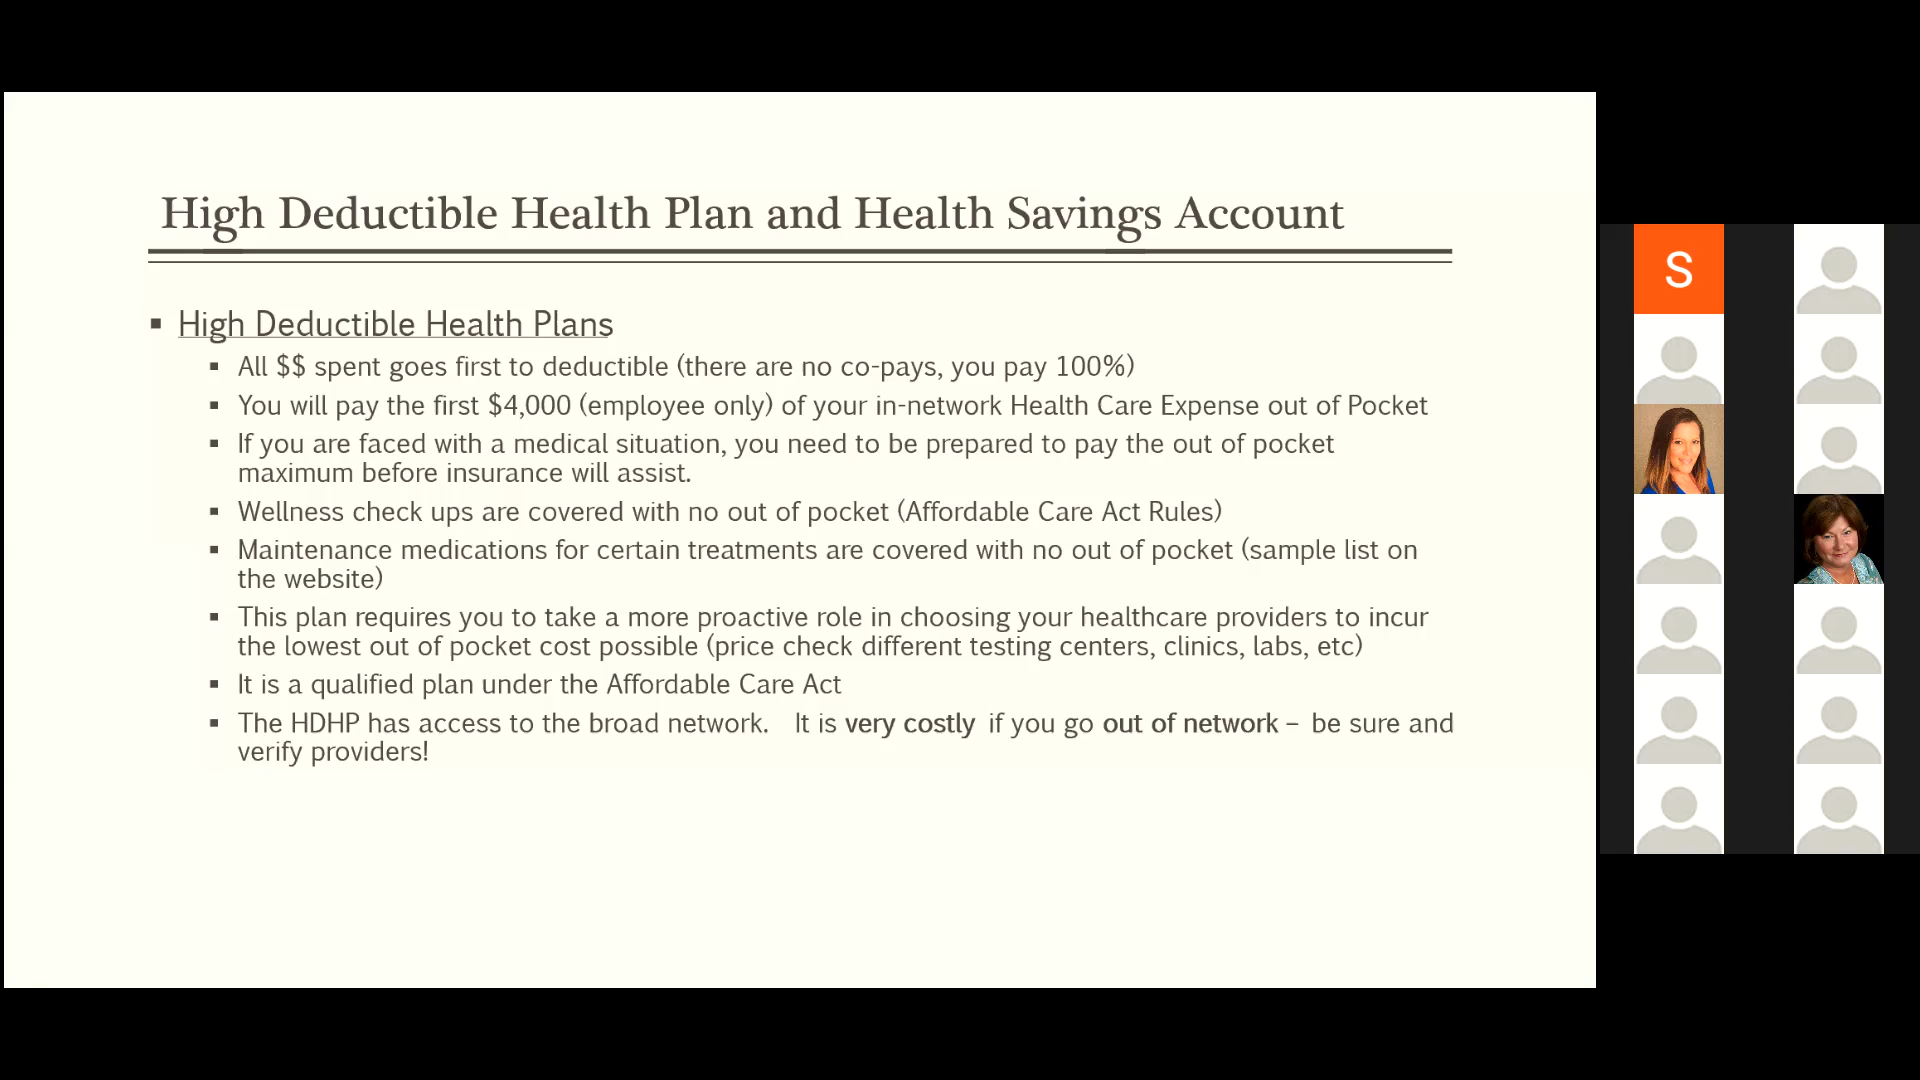 High Deductible Health Plan and Health Savings Account
▪ High Deductible Health Plans
▪ All $$ spent goes first to deductible (there are no co-pays, you pay 100%)
▪ You will pay the first $4,000 (employee only) of your in-network Health Care Expense out of Pocket
▪ If you are faced with a medical situation, you need to be prepared to pay the out of pocket
maximum before insurance will assist.
▪ Wellness check ups are covered with no out of pocket (Affordable Care Act Rules)
▪ Maintenance medications for certain treatments are covered with no out of pocket (sample list on
the website)
▪ This plan requires you to take a more proactive role in choosing your healthcare providers to incur
the lowest out of pocket cost possible (price check different testing centers, clinics, labs, etc)
▪ It is a qualified plan under the Affordable Care Act
▪ The HDHP has access to the broad network. It is very costly if you go out of network – be sure and
verify providers!
S